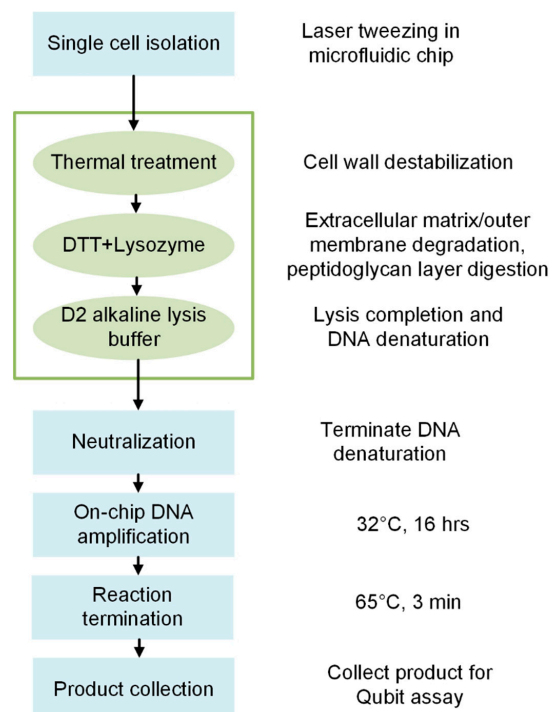 Single cell isolation
Laser tweezing in
microfluidic chip
Thermal treatment
Cell wall destabilization
DTT+Lysozyme
Extracellular matrix/outer
membrane degradation,
peptidoglycan layer digestion
D2 alkaline lysis
buffer
Lysis completion and
DNA denaturation
Neutralization
Terminate DNA
denaturation
On-chip DNA
amplification
32°C, 16 hrs
Reaction
termination
65°C, 3 min
Product collection
Collect product for
Qubit assay